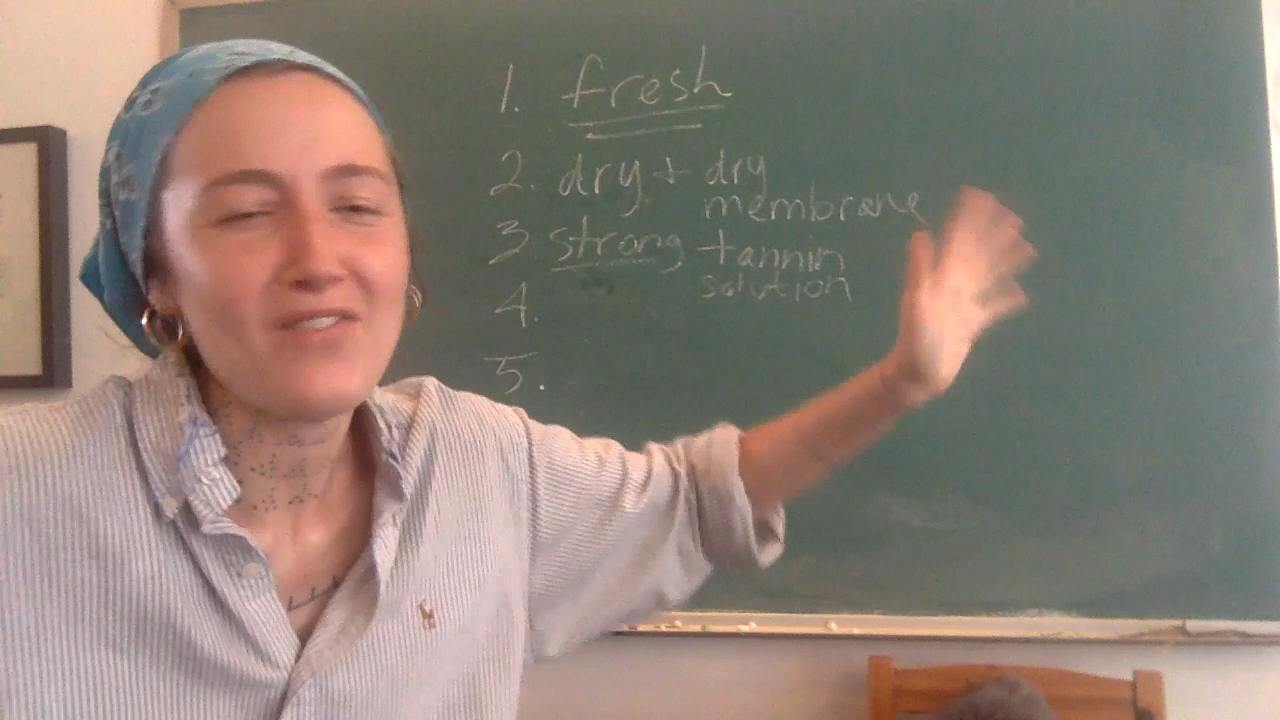 1. fresh
2. dry + dry
membrane
3. strong tannin
solution
4.
5.